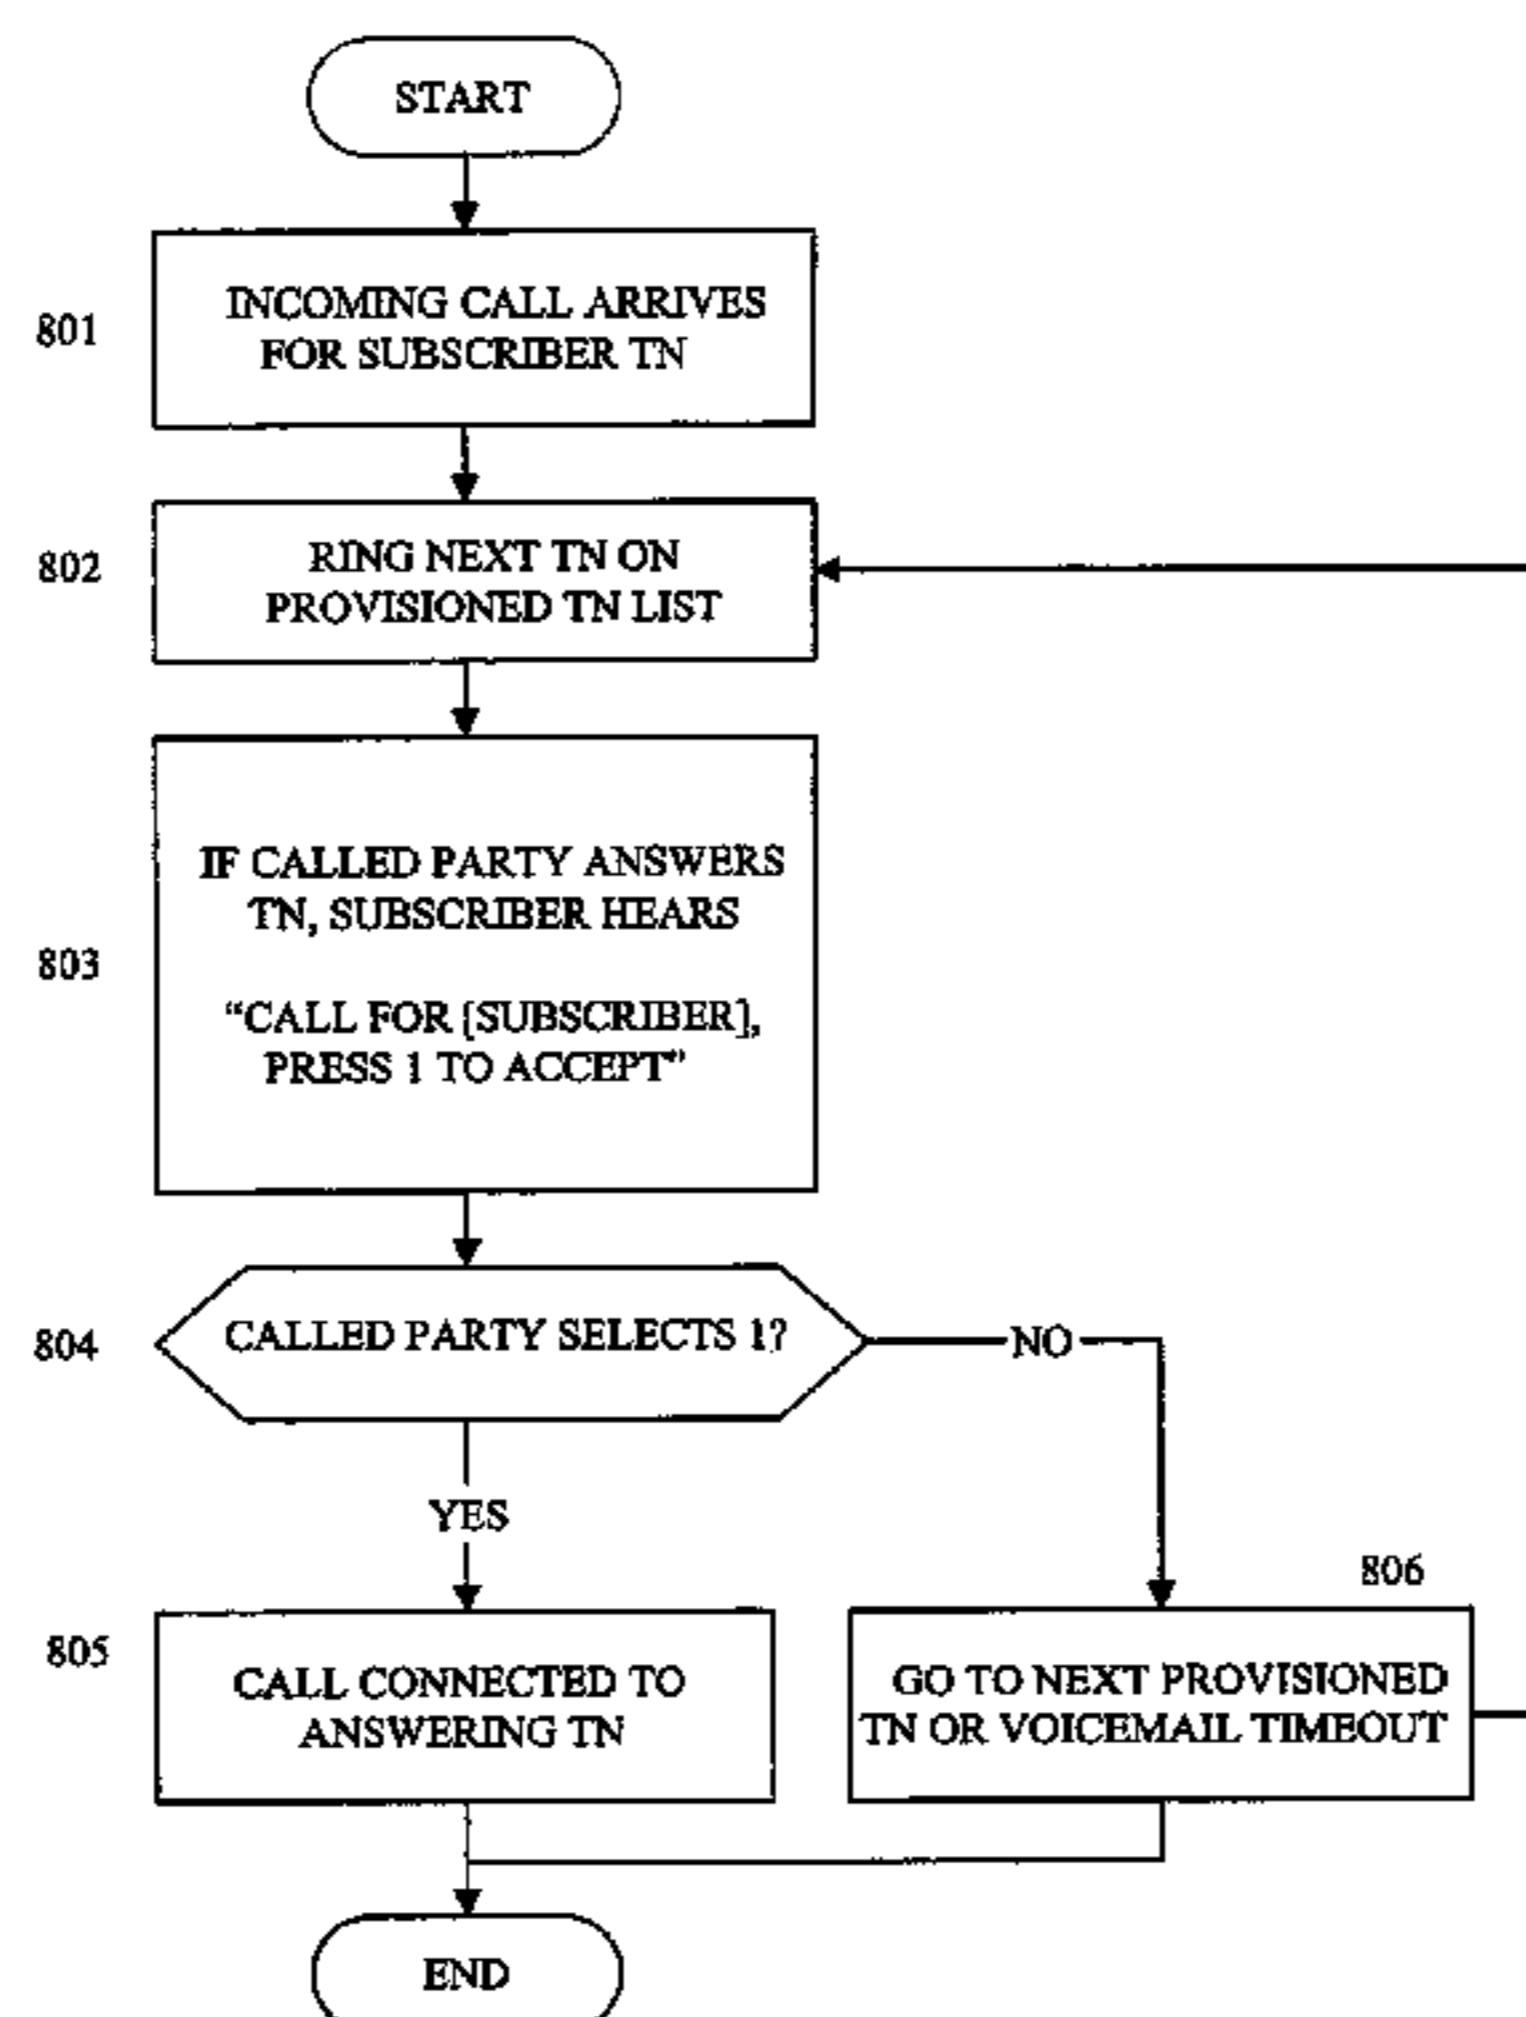 START
801
INCOMING CALL ARRIVES
FOR SUBSCRIBER TN
802
RING NEXT TN ON
PROVISIONED TN LIST
803
IF CALLED PARTY ANSWERS
TN, SUBSCRIBER HEARS
“CALL FOR [SUBSCRIBER],
PRESS 1 TO ACCEPT”
804
CALLED PARTY SELECTS 1?
NO
YES
805
CALL CONNECTED TO
ANSWERING TN
806
GO TO NEXT PROVISIONED
TN OR VOICEMAIL TIMEOUT
END